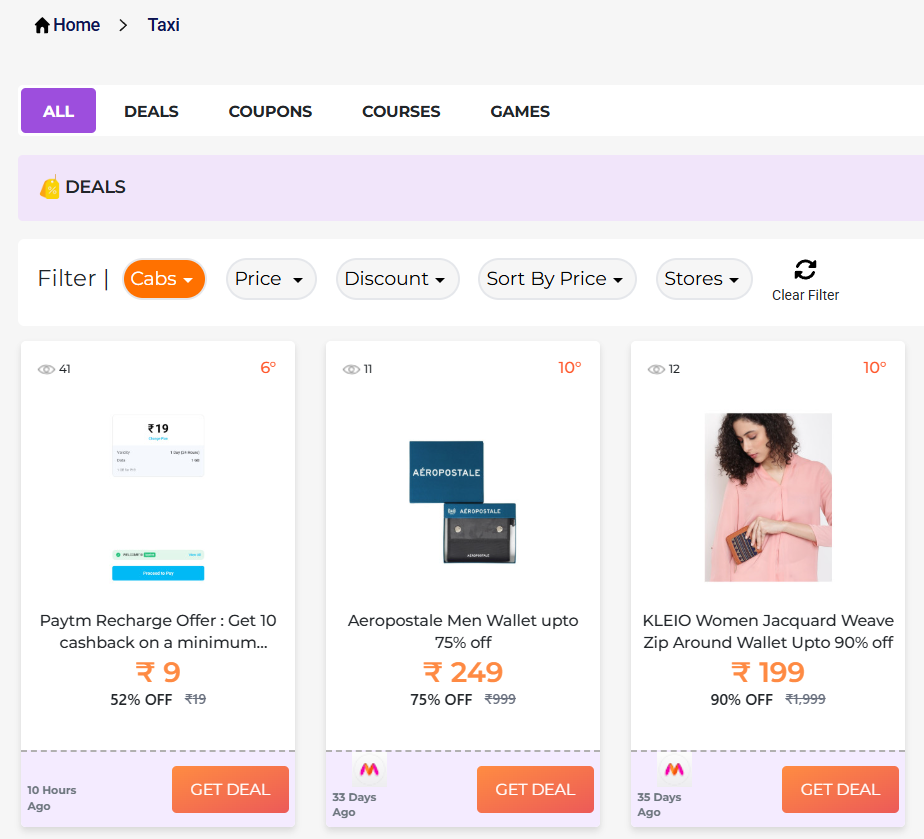 Home > Taxi
ALL DEALS COUPONS COURSES GAMES
DEALS
Filter | Cabs Price Discount Sort By Price Stores Clear Filter
41 6°
₹19
Proceed to Pay
Paytm Recharge Offer : Get 10
cashback on a minimum...
₹ 9
52% OFF ₹19
10 Hours
Ago
GET DEAL
11 10°
AÉROPOSTALE
AÉROPOSTALE
AÉROPOSTALE
Aeropostale Men Wallet upto
75% off
₹ 249
75% OFF ₹999
33 Days
Ago
GET DEAL
12 10°
KLEIO Women Jacquard Weave
Zip Around Wallet Upto 90% off
₹ 199
90% OFF ₹1,999
35 Days
Ago
GET DEAL